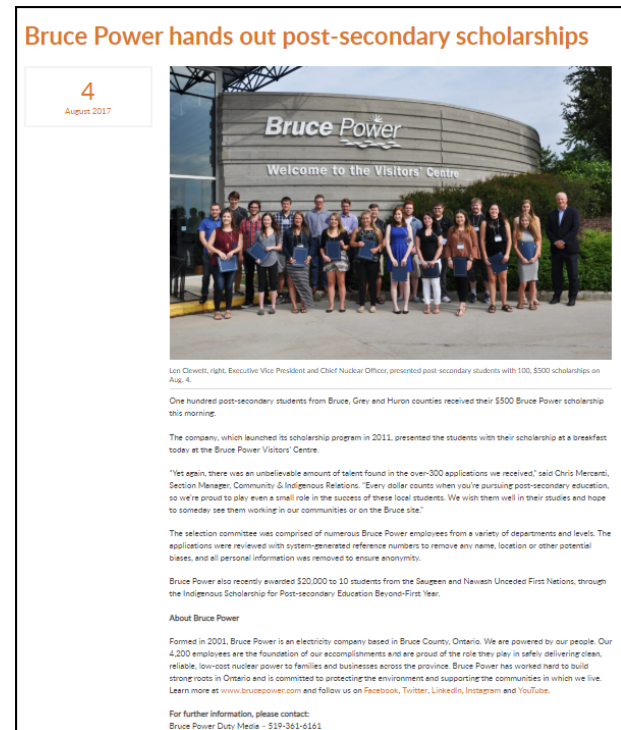 Bruce Power hands out post-secondary scholarships
4
August 2017
Bruce Power
Welcome to the Visitors' Centre
Len Clewett, right, Executive Vice President and Chief Nuclear Officer, presented post-secondary students with 100, $500 scholarships on
Aug. 4.
One hundred post-secondary students from Bruce, Grey and Huron counties received their $500 Bruce Power scholarship
this morning.
The company, which launched its scholarship program in 2011, presented the students with their scholarship at a breakfast
today at the Bruce Power Visitors' Centre.
"Yet again, there was an unbelievable amount of talent found in the over-300 applications we received," said Chris Mercanti,
Section Manager, Community & Indigenous Relations. "Every dollar counts when you're pursuing post-secondary education,
so we're proud to play even a small role in the success of these local students. We wish them well in their studies and hope
to someday see them working in our communities or on the Bruce site."
The selection committee was comprised of numerous Bruce Power employees from a variety of departments and levels. The
applications were reviewed with system-generated reference numbers to remove any name, location or other potential
biases, and all personal information was removed to ensure anonymity.
Bruce Power also recently awarded $20,000 to 10 students from the Saugeen and Nawash Unceded First Nations, through
the Indigenous Scholarship for Post-secondary Education Beyond-First Year.
About Bruce Power
Formed in 2001, Bruce Power is an electricity company based in Bruce County, Ontario. We are powered by our people. Our
4,200 employees are the foundation of our accomplishments and are proud of the role they play in safely delivering clean,
reliable, low-cost nuclear power to families and businesses across the province. Bruce Power has worked hard to build
strong roots in Ontario and is committed to protecting the environment and supporting the communities in which we live.
Learn more at www.brucepower.com and follow us on Facebook, Twitter, LinkedIn, Instagram and YouTube.
For further information, please contact:
Bruce Power Duty Media – 519-361-6161